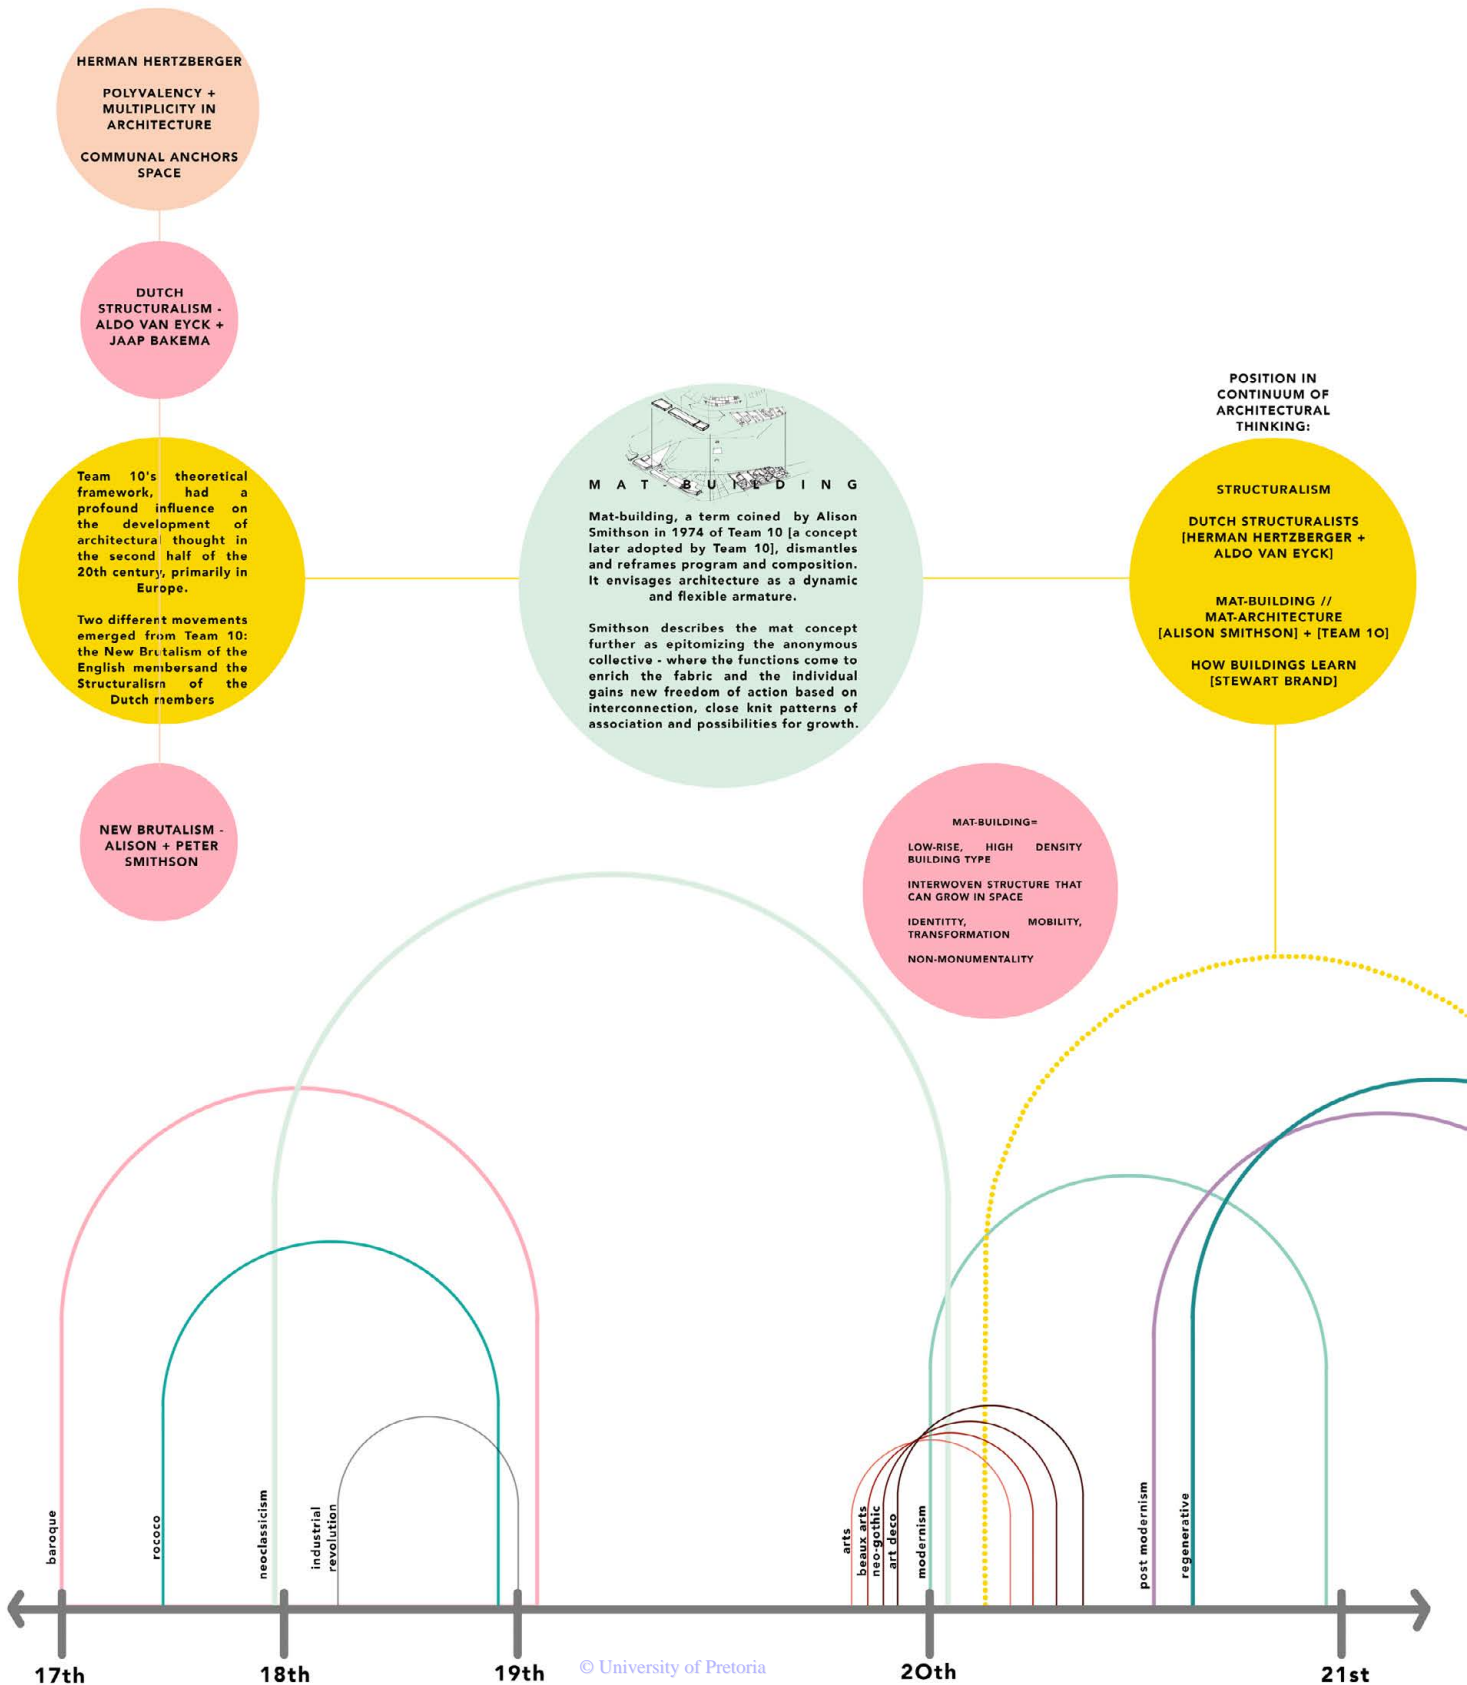 HERMAN HERTZBERGER
POLYVALENCY +
MULTIPLICITY IN
ARCHITECTURE
COMMUNAL ANCHORS
SPACE
DUTCH
STRUCTURALISM -
ALDO VAN EYCK +
JAAP BAKEMA
Team 10's theoretical
framework, had a
profound influence on
the development of
architectural thought in
the second half of the
20th century, primarily in
Europe.
Two different movements
emerged from Team 10:
the New Brutalism of the
English membersand the
Structuralism of the
Dutch members
NEW BRUTALISM -
ALISON + PETER
SMITHSON
MAT-BUILDING
Mat-building, a term coined by Alison
Smithson in 1974 of Team 10 [a concept
later adopted by Team 10], dismantles
and reframes program and composition.
It envisages architecture as a dynamic
and flexible armature.
Smithson describes the mat concept
further as epitomizing the anonymous
collective - where the functions come to
enrich the fabric and the individual
gains new freedom of action based on
interconnection, close knit patterns of
association and possibilities for growth.
POSITION IN
CONTINUUM OF
ARCHITECTURAL
THINKING:
STRUCTURALISM
DUTCH STRUCTURALISTS
[HERMAN HERTZBERGER +
ALDO VAN EYCK]
MAT-BUILDING //
MAT-ARCHITECTURE
[ALISON SMITHSON] + [TEAM 1O]
HOW BUILDINGS LEARN
[STEWART BRAND]
MAT-BUILDING=
LOW-RISE, HIGH DENSITY
BUILDING TYPE
INTERWOVEN STRUCTURE THAT
CAN GROW IN SPACE
IDENTITTY, MOBILITY,
TRANSFORMATION
NON-MONUMENTALITY
baroque
rococo
neoclassicism
industrial
revolution
arts
beaux arts
neo-gothic
art deco
modernism
post modernism
regenerative
17th
18th
19th
2Oth
21st
© University of Pretoria